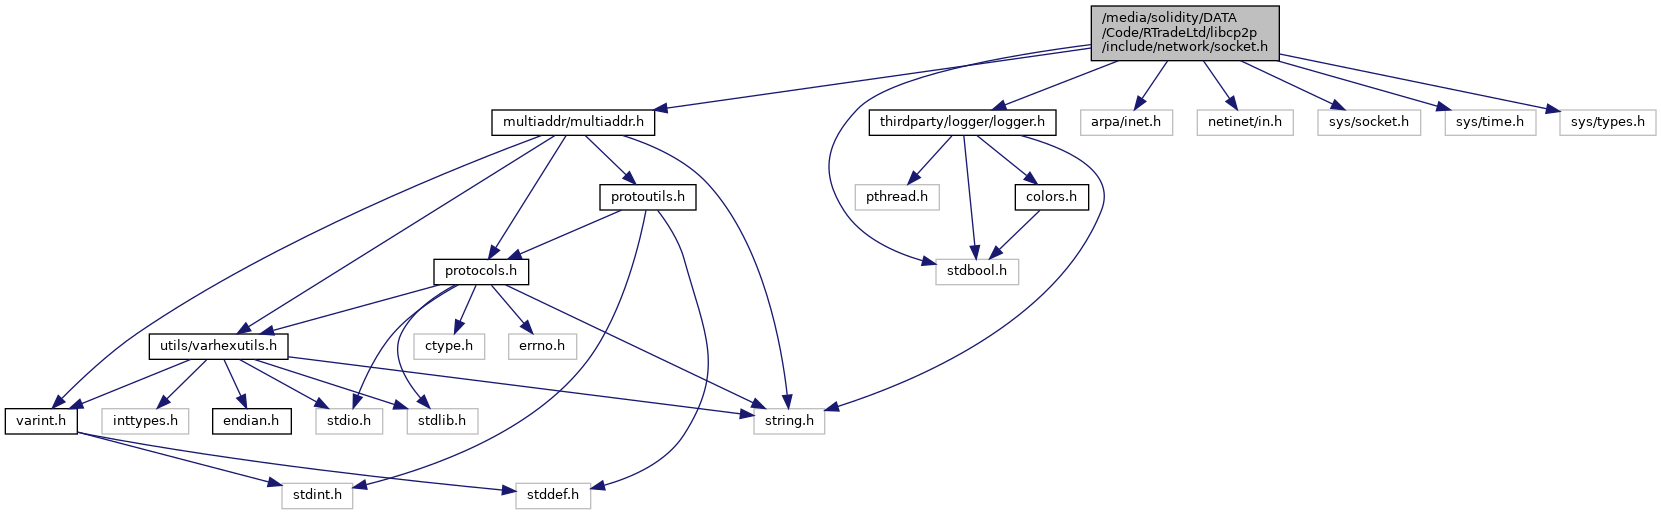 /media/solidity/DATA
/Code/RTradeLtd/libcp2p
/include/network/socket.h
multiaddr/multiaddr.h
thirdparty/logger/logger.h
arpa/inet.h
netinet/in.h
sys/socket.h
sys/time.h
sys/types.h
protoutils.h
pthread.h
colors.h
protocols.h
stdbool.h
utils/varhexutils.h
ctype.h
errno.h
varint.h
inttypes.h
endian.h
stdio.h
stdlib.h
string.h
stdint.h
stddef.h